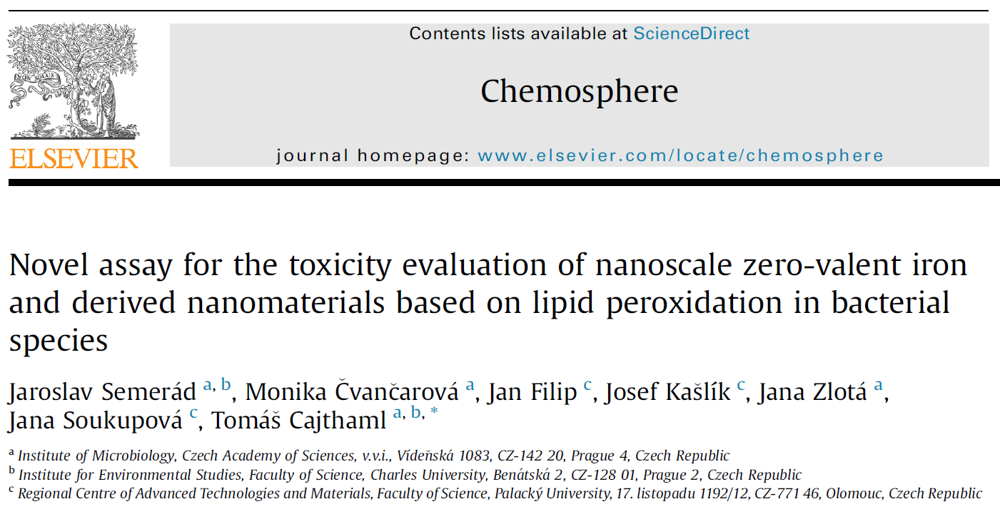 Contents lists available at ScienceDirect
Chemosphere
journal homepage: www.elsevier.com/locate/chemosphere
NON SOLUS
ELSEVIER
Novel assay for the toxicity evaluation of nanoscale zero-valent iron
and derived nanomaterials based on lipid peroxidation in bacterial
species
Jaroslav Semerád a, b, Monika Čvančarová a, Jan Filip c, Josef Kašlík c, Jana Zlotá a,
Jana Soukupová c, Tomáš Cajthaml a, b, *
a Institute of Microbiology, Czech Academy of Sciences, v.v.i., Vídeňská 1083, CZ-142 20, Prague 4, Czech Republic
b Institute for Environmental Studies, Faculty of Science, Charles University, Benátská 2, CZ-128 01, Prague 2, Czech Republic
c Regional Centre of Advanced Technologies and Materials, Faculty of Science, Palacký University, 17. listopadu 1192/12, CZ-771 46, Olomouc, Czech Republic